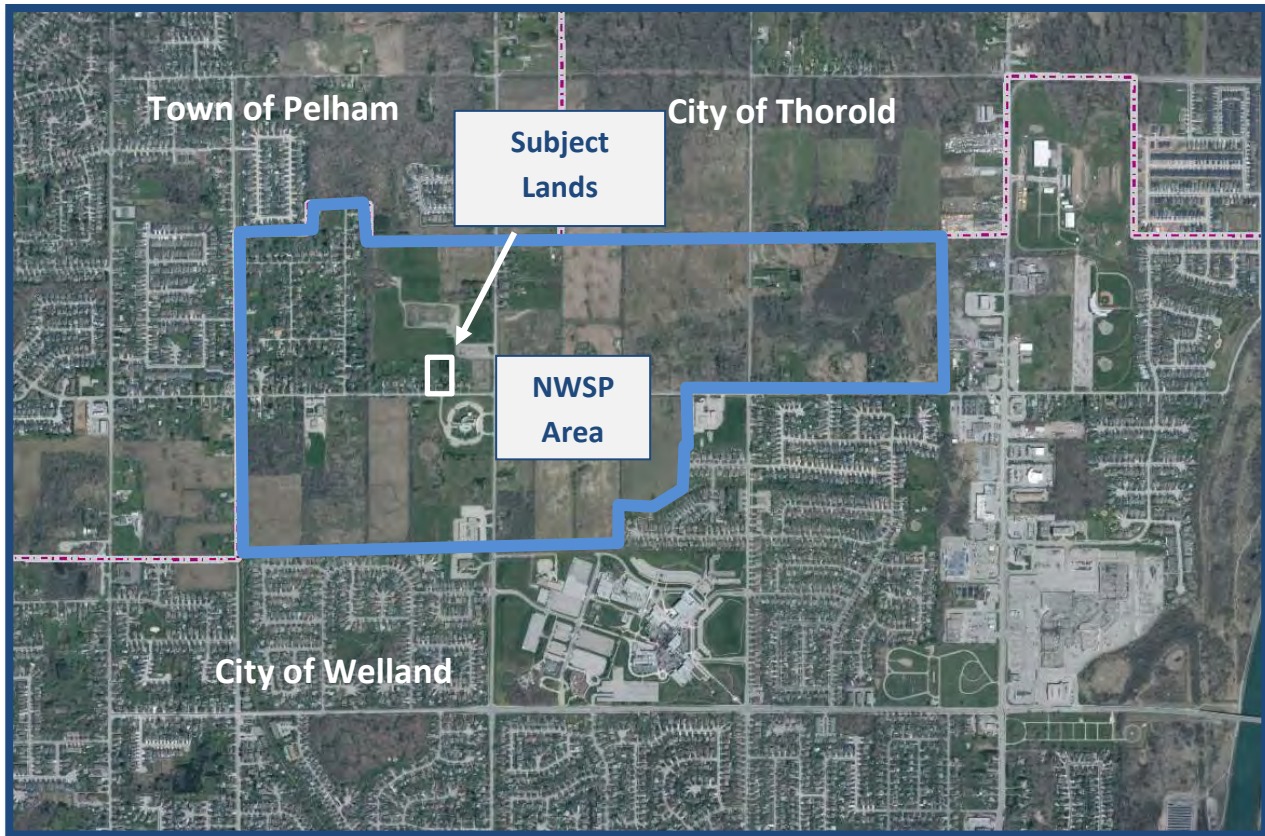 Town of Pelham
City of Thorold
Subject
Lands
NWSP
Area
City of Welland